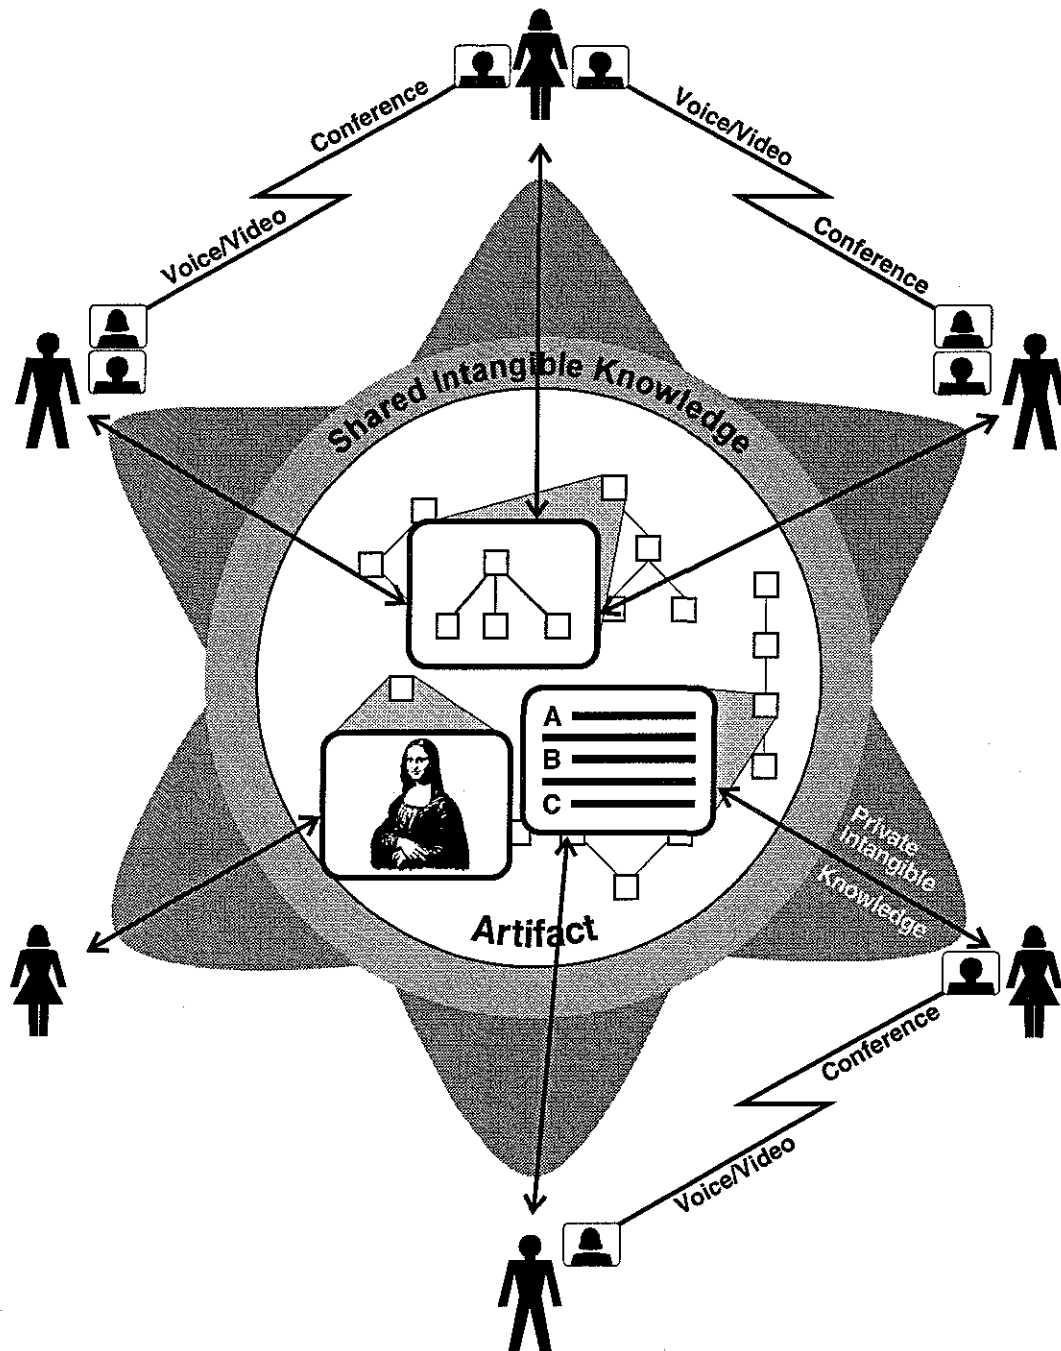 Conference
Voice/Video
Voice/Video
Conference
Shared Intangible Knowledge
A
B
C
Private
Intangible
Knowledge
Artifact
Conference
Voice/Video